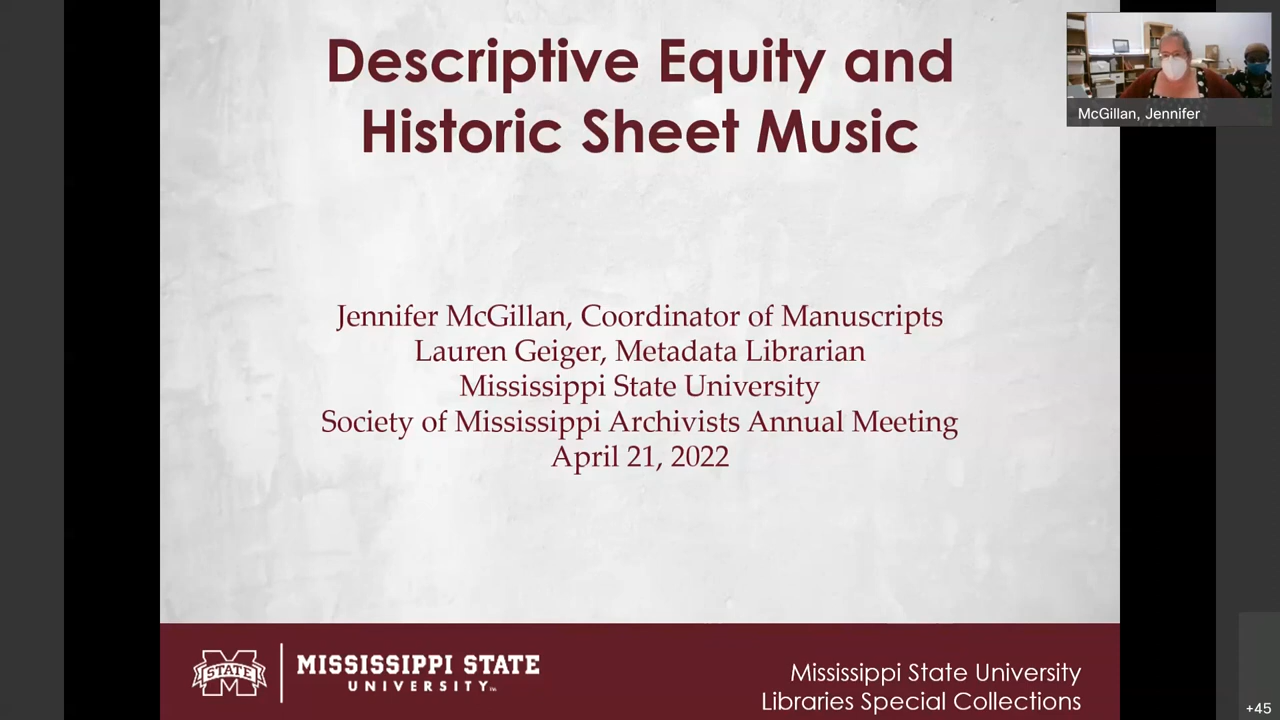 Descriptive Equity and
Historic Sheet Music
McGillan, Jennifer
Jennifer McGillan, Coordinator of Manuscripts
Lauren Geiger, Metadata Librarian
Mississippi State University
Society of Mississippi Archivists Annual Meeting
April 21, 2022
STATE
MISSISSIPPI STATE
UNIVERSITY™
Mississippi State University
Libraries Special Collections
+45